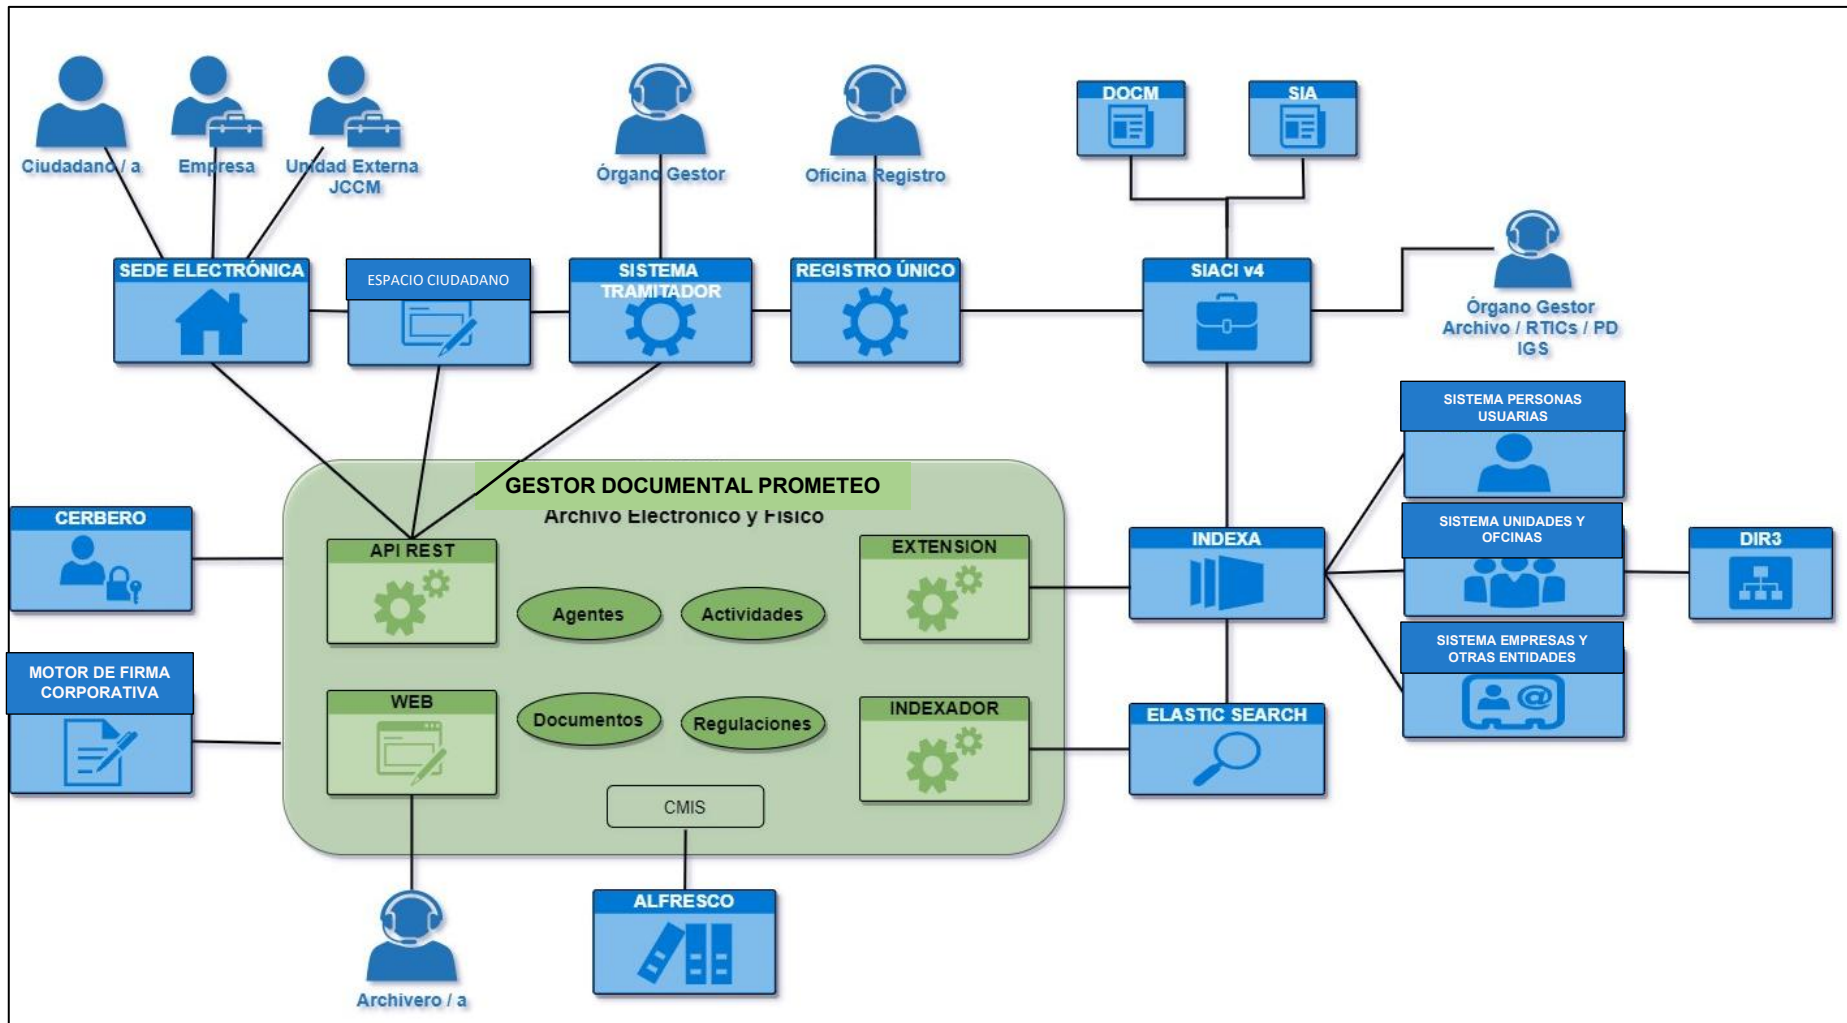 DOCM
SIA
Ciudadano / a
Empresa
Unidad Externa
JCCM
Órgano Gestor
Oficina Registro
SEDE ELECTRÓNICA
ESPACIO CIUDADANO
SISTEMA
TRAMITADOR
REGISTRO ÚNICO
SIACI v4
Órgano Gestor
Archivo / RTICs / PD
IGS
SISTEMA PERSONAS
USUARIAS
GESTOR DOCUMENTAL PROMETEO
Archivo Electrónico y Físico
CERBERO
API REST
EXTENSION
INDEXA
SISTEMA UNIDADES Y
OFCINAS
DIR3
Agentes
Actividades
SISTEMA EMPRESAS Y
OTRAS ENTIDADES
MOTOR DE FIRMA
CORPORATIVA
WEB
Documentos
Regulaciones
INDEXADOR
ELASTIC SEARCH
CMIS
ALFRESCO
Archivero / a